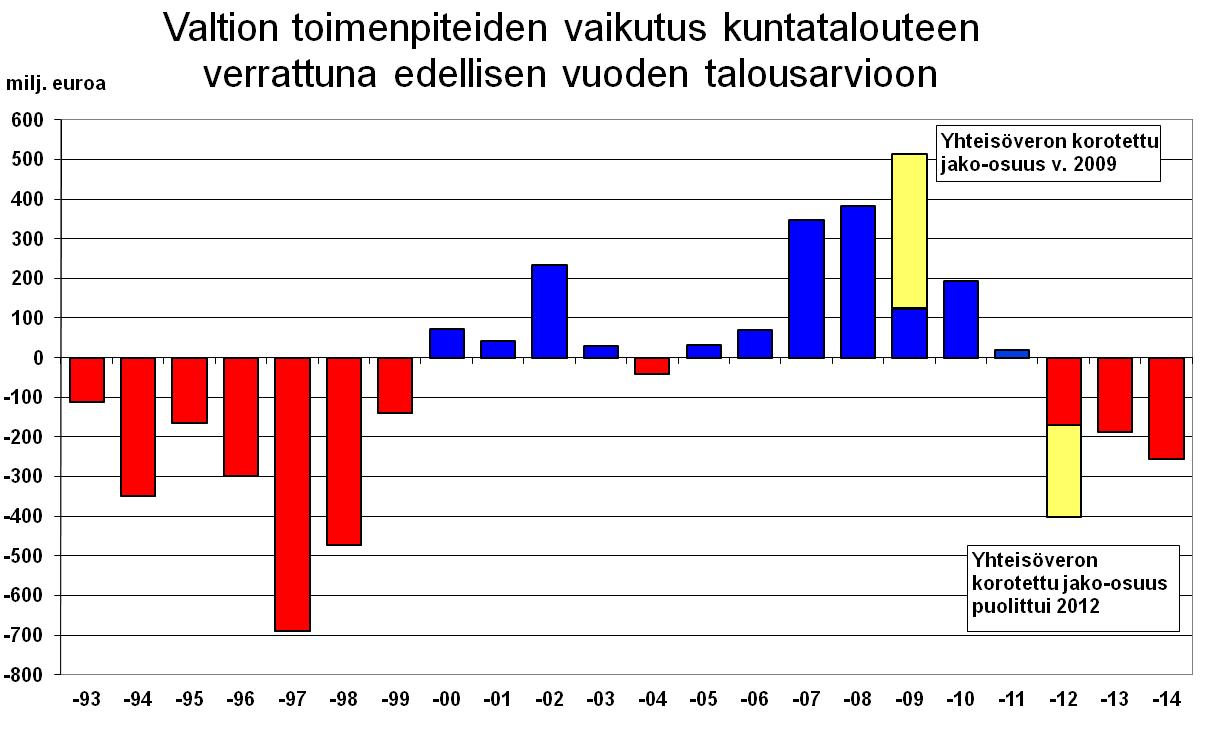 Valtion toimenpiteiden vaikutus kuntatalouteen
verrattuna edellisen vuoden talousarvioon
milj. euroa
600
500
400
300
200
100
0
-100
-200
-300
-400
-500
-600
-700
-800
Yhteisöveron korotettu
jako-osuus v. 2009
Yhteisöveron
korotettu jako-osuus
puolittui 2012
-93 -94 -95 -96 -97 -98 -99 -00 -01 -02 -03 -04 -05 -06 -07 -08 -09 -10 -11 -12 -13 -14